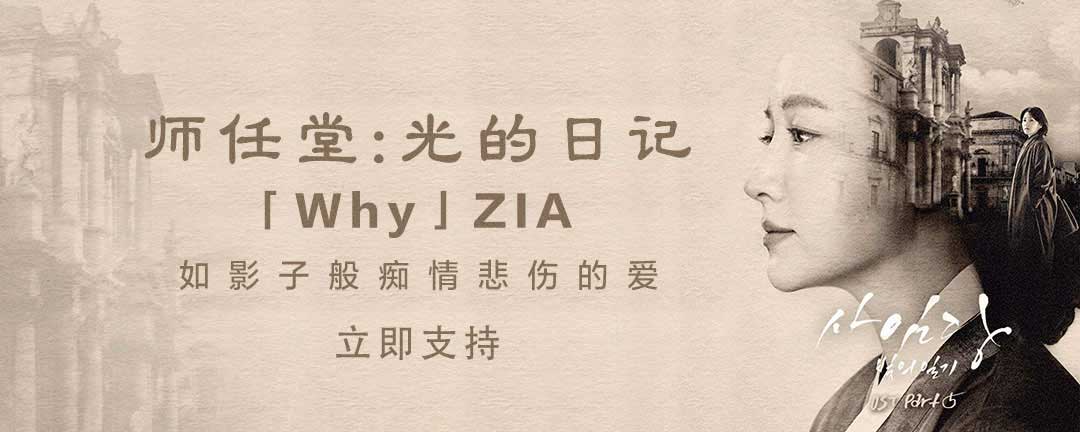 师任堂:光的日记
「Why」ZIA
如影子般痴情悲伤的爱
立即支持
사임당
빛의 일기
OST Part 5